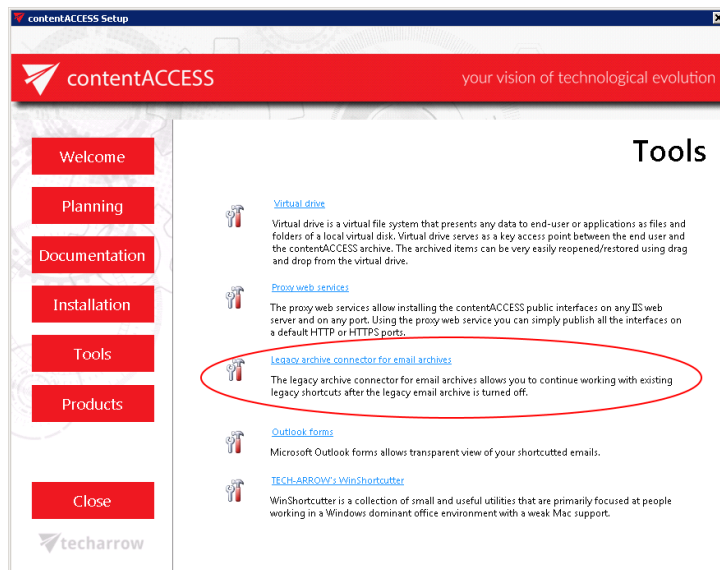 contentACCESS Setup
contentACCESS
your vision of technological evolution
Tools
Welcome
Planning
Documentation
Installation
Tools
Products
Close
techarrow
Virtual drive
Virtual drive is a virtual file system that presents any data to end-user or applications as files and
folders of a local virtual disk. Virtual drive serves as a key access point between the end user and
the contentACCESS archive. The archived items can be very easily reopened/restored using drag
and drop from the virtual drive.
Proxy web services
The proxy web services allow installing the contentACCESS public interfaces on any IIS web
server and on any port. Using the proxy web service you can simply publish all the interfaces on
a default HTTP or HTTPS ports.
Legacy archive connector for email archives
The legacy archive connector for email archives allows you to continue working with existing
legacy shortcuts after the legacy email archive is turned off.
Outlook forms
Microsoft Outlook forms allows transparent view of your shortcutted emails.
TECH-ARROW's WinShortcutter
WinShortcutter is a collection of small and useful utilities that are primarily focused at people
working in a Windows dominant office environment with a weak Mac support.